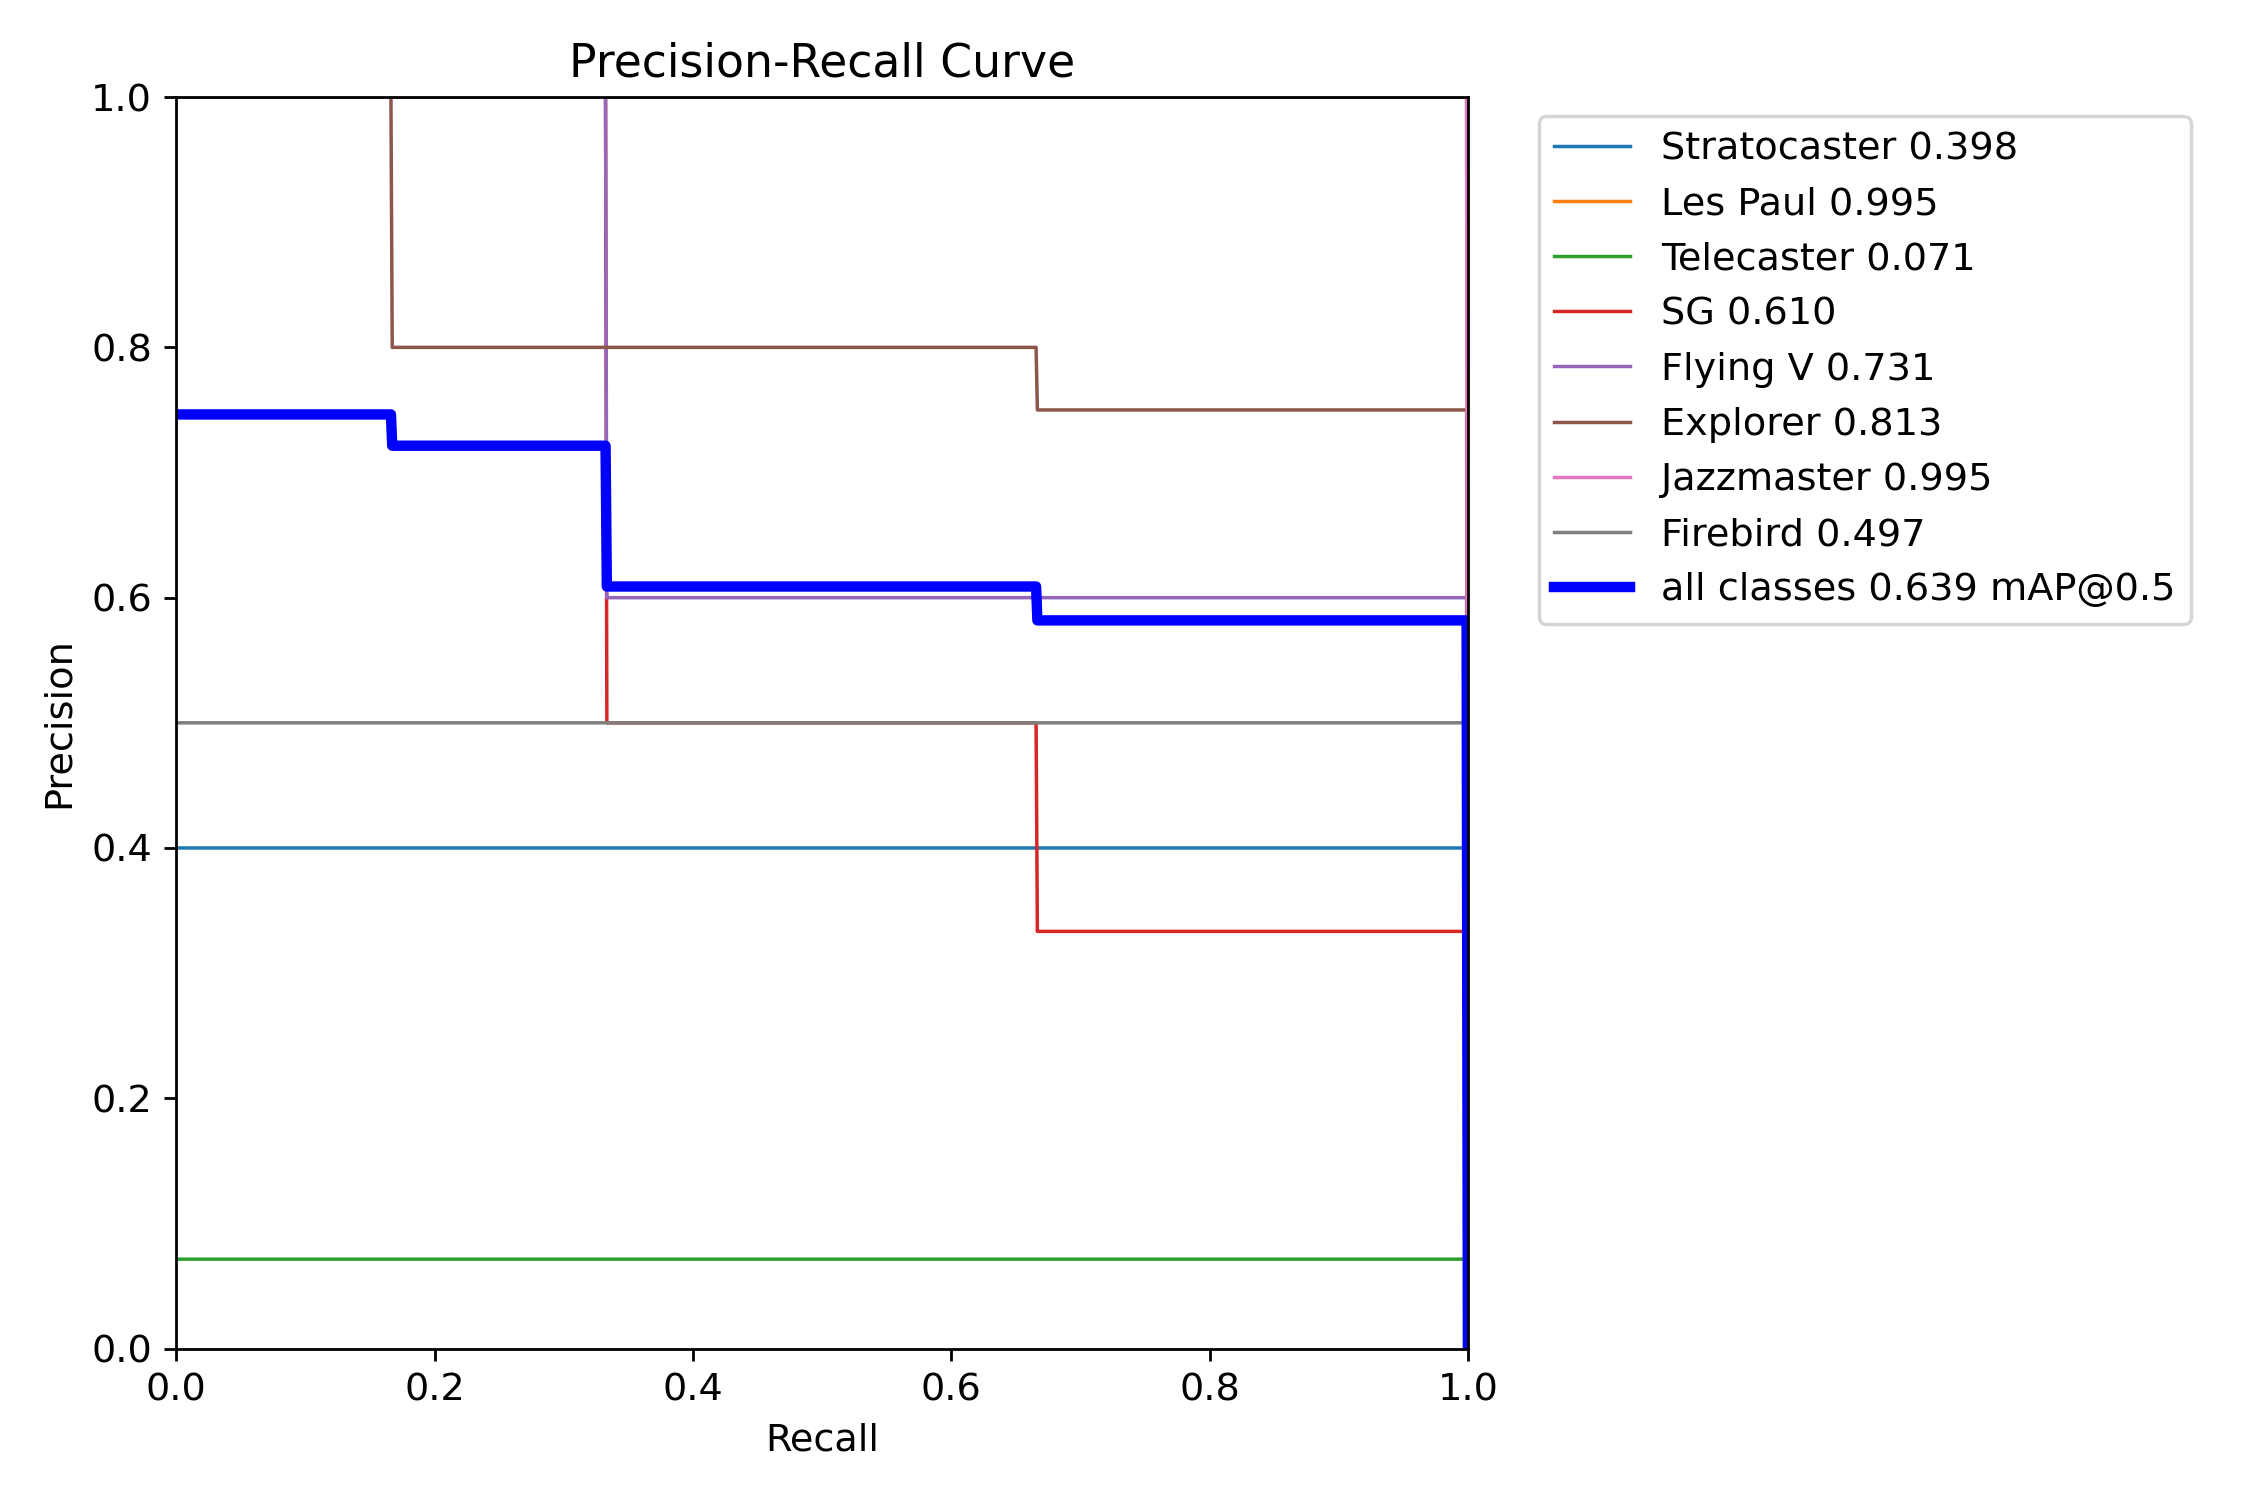 Precision-Recall Curve
1.0
0.8
0.6
0.4
0.2
0.0
Precision
0.0 0.2 0.4 0.6 0.8 1.0
Recall
Stratocaster 0.398
Les Paul 0.995
Telecaster 0.071
SG 0.610
Flying V 0.731
Explorer 0.813
Jazzmaster 0.995
Firebird 0.497
all classes 0.639 mAP@0.5